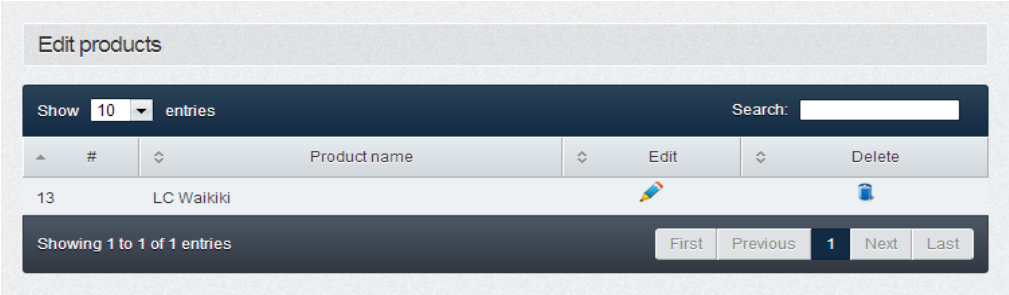 Edit products
Show 10 entries Search:
# Product name Edit Delete
13 LC Waikiki
Showing 1 to 1 of 1 entries First Previous 1 Next Last